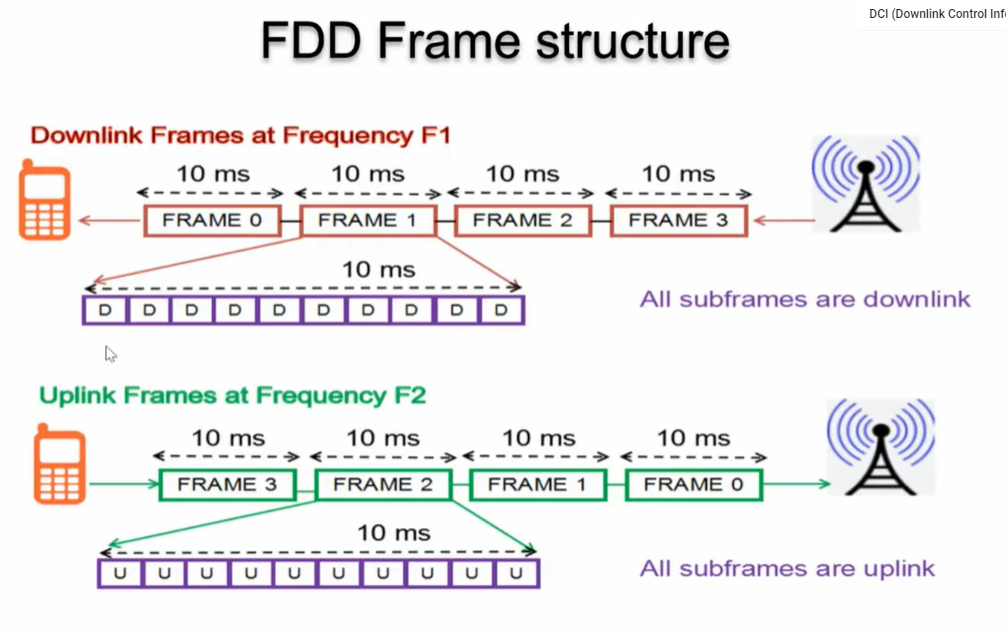 DCI (Downlink Control Inf
FDD Frame structure
Downlink Frames at Frequency F1
10 ms 10 ms 10 ms 10 ms
FRAME 0 FRAME 1 FRAME 2 FRAME 3
10 ms
D D D D D D D D D D
All subframes are downlink
Uplink Frames at Frequency F2
10 ms 10 ms 10 ms 10 ms
FRAME 3 FRAME 2 FRAME 1 FRAME 0
10 ms
U U U U U U U U U U
All subframes are uplink